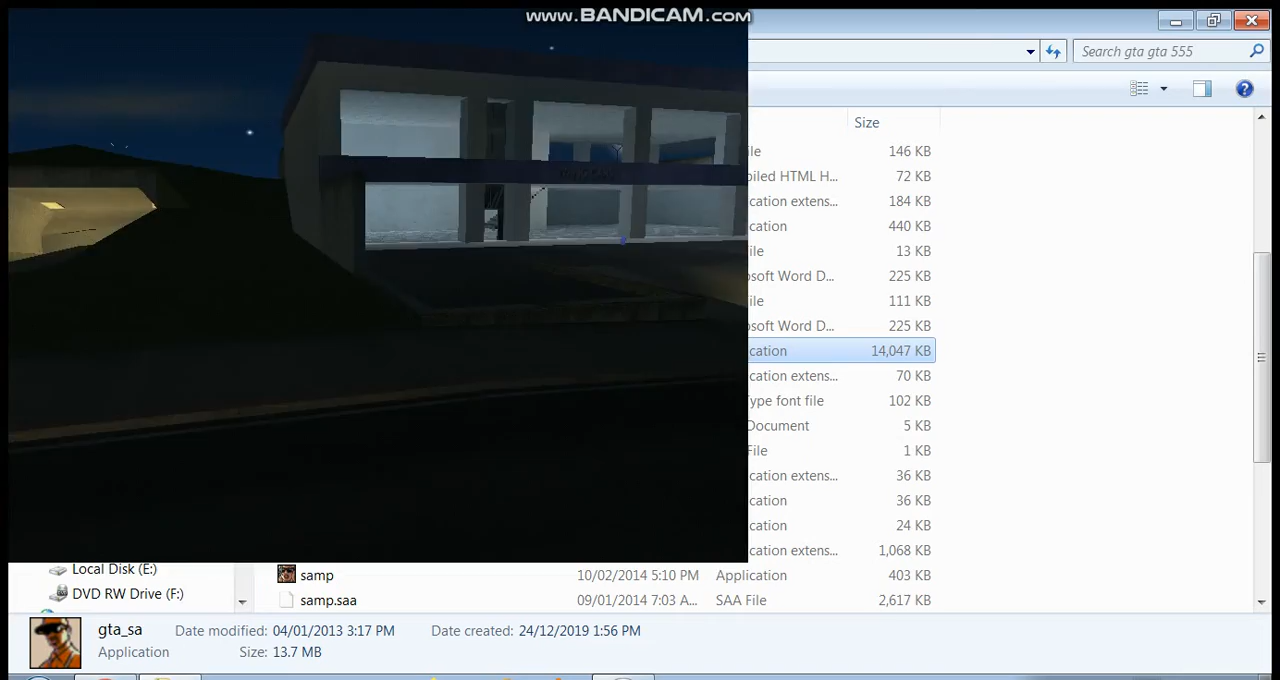 www.BANDICAM.com
Search gta gta 555
Size
ile 146 KB
piled HTML H... 72 KB
cation extens... 184 KB
cation 440 KB
ile 13 KB
osoft Word D... 225 KB
ile 111 KB
osoft Word D... 225 KB
cation 14,047 KB
cation extens... 70 KB
Type font file 102 KB
Document 5 KB
File 1 KB
cation extens... 36 KB
cation 36 KB
cation 24 KB
cation extens... 1,068 KB
Local Disk (E:)
samp 10/02/2014 5:10 PM Application 403 KB
DVD RW Drive (F:)
samp.saa 09/01/2014 7:03 A... SAA File 2,617 KB
gta_sa Date modified: 04/01/2013 3:17 PM Date created: 24/12/2019 1:56 PM
Application Size: 13.7 MB